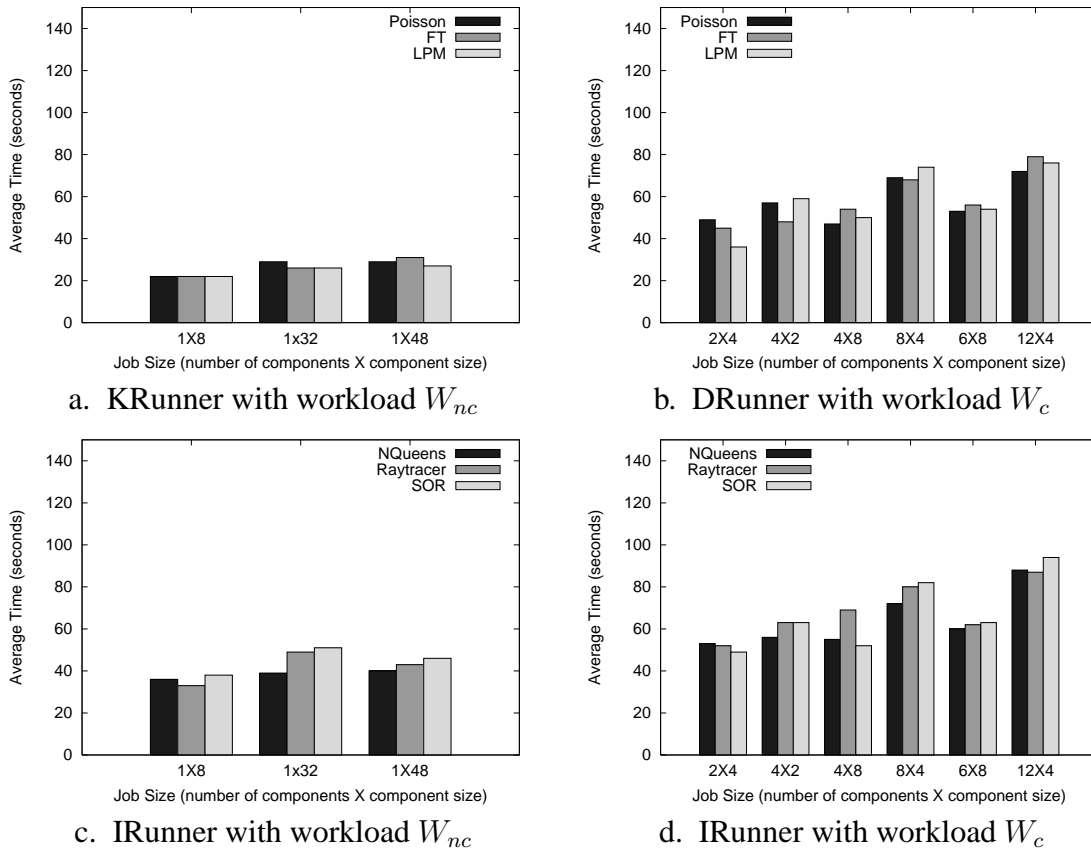 140
120
100
80
60
40
20
0
Average Time (seconds)
Poisson
FT
LPM
1X8 1x32 1X48
Job Size (number of components X component size)
a. KRunner with workload W_nc
140
120
100
80
60
40
20
0
Average Time (seconds)
Poisson
FT
LPM
2X4 4X2 4X8 8X4 6X8 12X4
Job Size (number of components X component size)
b. DRunner with workload W_c
140
120
100
80
60
40
20
0
Average Time (seconds)
NQueens
Raytracer
SOR
1X8 1x32 1X48
Job Size (number of components X component size)
c. IRunner with workload W_nc
140
120
100
80
60
40
20
0
Average Time (seconds)
NQueens
Raytracer
SOR
2X4 4X2 4X8 8X4 6X8 12X4
Job Size (number of components X component size)
d. IRunner with workload W_c